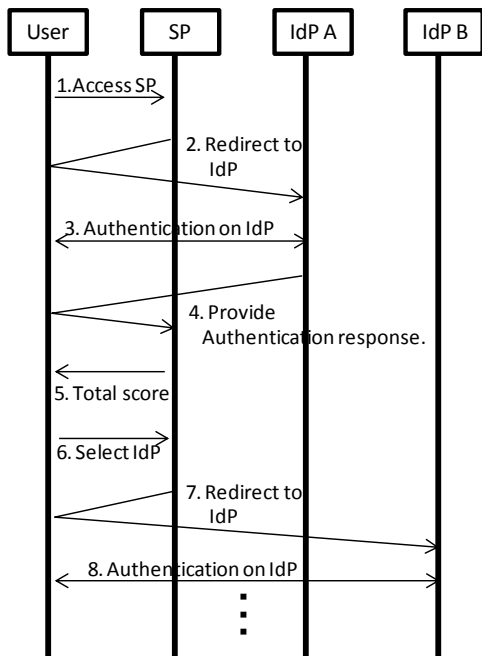 User SP IdP A IdP B
1.Access SP
2. Redirect to
IdP
3. Authentication on IdP
4. Provide
Authentication response.
5. Total score
6. Select IdP
7. Redirect to
IdP
8. Authentication on IdP